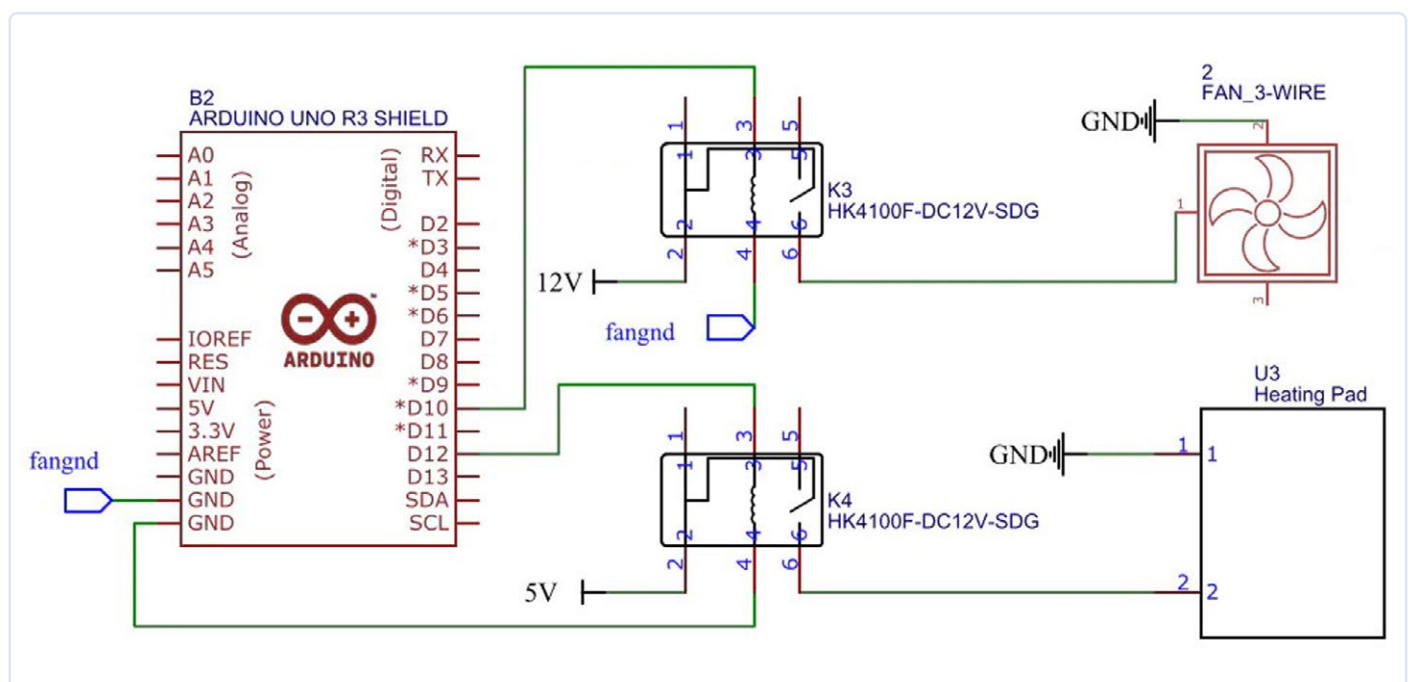 B2
ARDUINO UNO R3 SHIELD
A0
A1
A2
A3
A4
A5
(Analog)
IOREF
RES
VIN
5V
3.3V
AREF
GND
GND
GND
(Power)
RX
TX
D2
*D3
D4
*D5
*D6
D7
D8
*D9
*D10
*D11
D12
D13
SDA
SCL
(Digital)
ARDUINO
™
fangnd
1 3 5
1 3 5
2 4 6
2 4 6
K3
HK4100F-DC12V-SDG
12V
fangnd
2
FAN_3-WIRE
GND
2
1
3
1 3 5
1 3 5
2 4 6
2 4 6
K4
HK4100F-DC12V-SDG
5V
U3
Heating Pad
GND
1 1
2 2